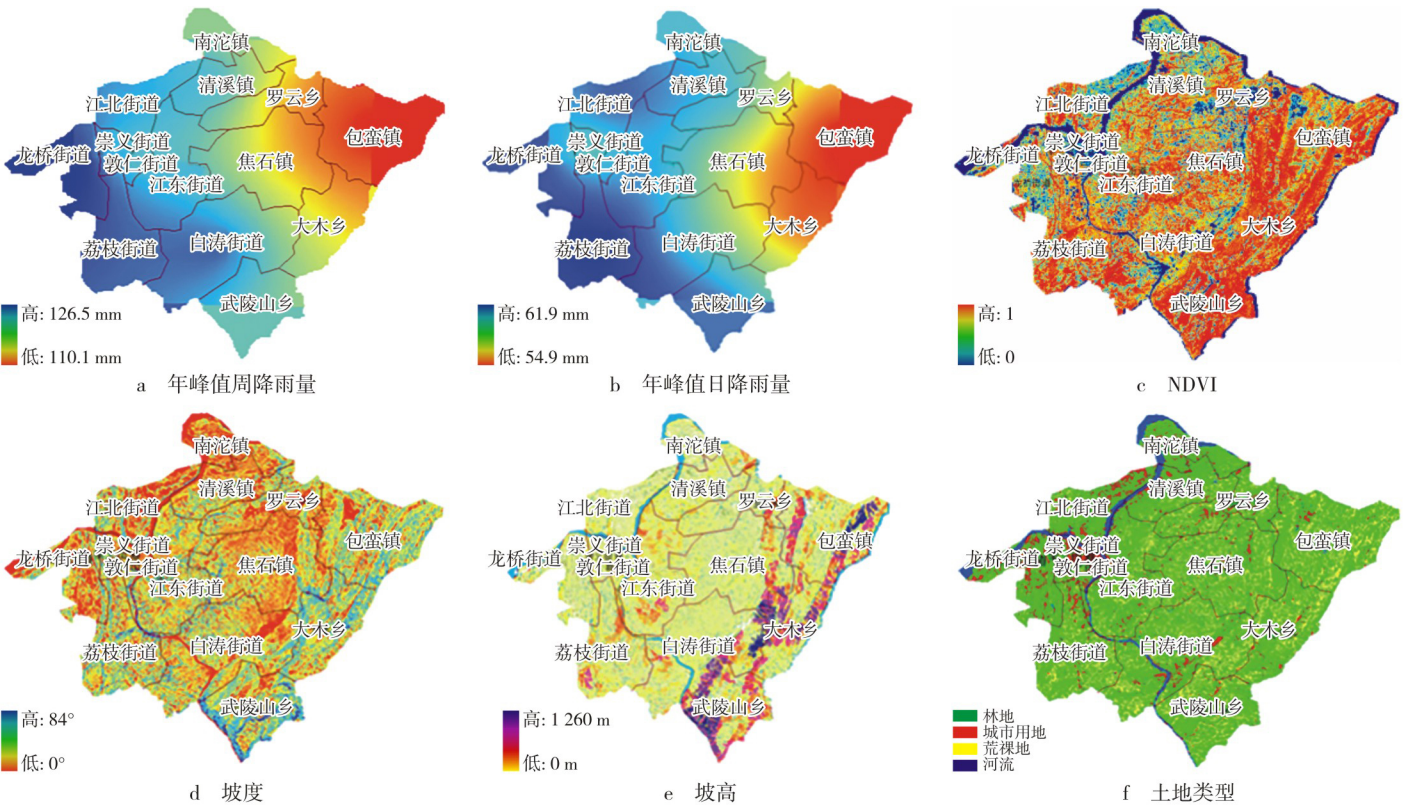 南沱镇
清溪镇
罗云乡
江北街道
包蛮镇
崇义街道
龙桥街道
敦仁街道
焦石镇
江东街道
大木乡
荔枝街道
白涛街道
武陵山乡
高: 126.5 mm
低: 110.1 mm
a 年峰值周降雨量
南沱镇
清溪镇
罗云乡
江北街道
包蛮镇
崇义街道
龙桥街道
敦仁街道
焦石镇
江东街道
大木乡
荔枝街道
白涛街道
武陵山乡
高: 61.9 mm
低: 54.9 mm
b 年峰值日降雨量
南沱镇
清溪镇
罗云乡
江北街道
包蛮镇
崇义街道
龙桥街道
敦仁街道
焦石镇
江东街道
大木乡
荔枝街道
白涛街道
武陵山乡
高: 1
低: 0
c NDVI
南沱镇
清溪镇
罗云乡
江北街道
包蛮镇
崇义街道
龙桥街道
敦仁街道
焦石镇
江东街道
大木乡
荔枝街道
白涛街道
武陵山乡
高: 84°
低: 0°
d 坡度
南沱镇
清溪镇
罗云乡
江北街道
包蛮镇
崇义街道
龙桥街道
敦仁街道
焦石镇
江东街道
大木乡
荔枝街道
白涛街道
武陵山乡
高: 1 260 m
低: 0 m
e 坡高
南沱镇
清溪镇
罗云乡
江北街道
包蛮镇
崇义街道
龙桥街道
敦仁街道
焦石镇
江东街道
大木乡
荔枝街道
白涛街道
武陵山乡
林地
城市用地
荒裸地
河流
f 土地类型